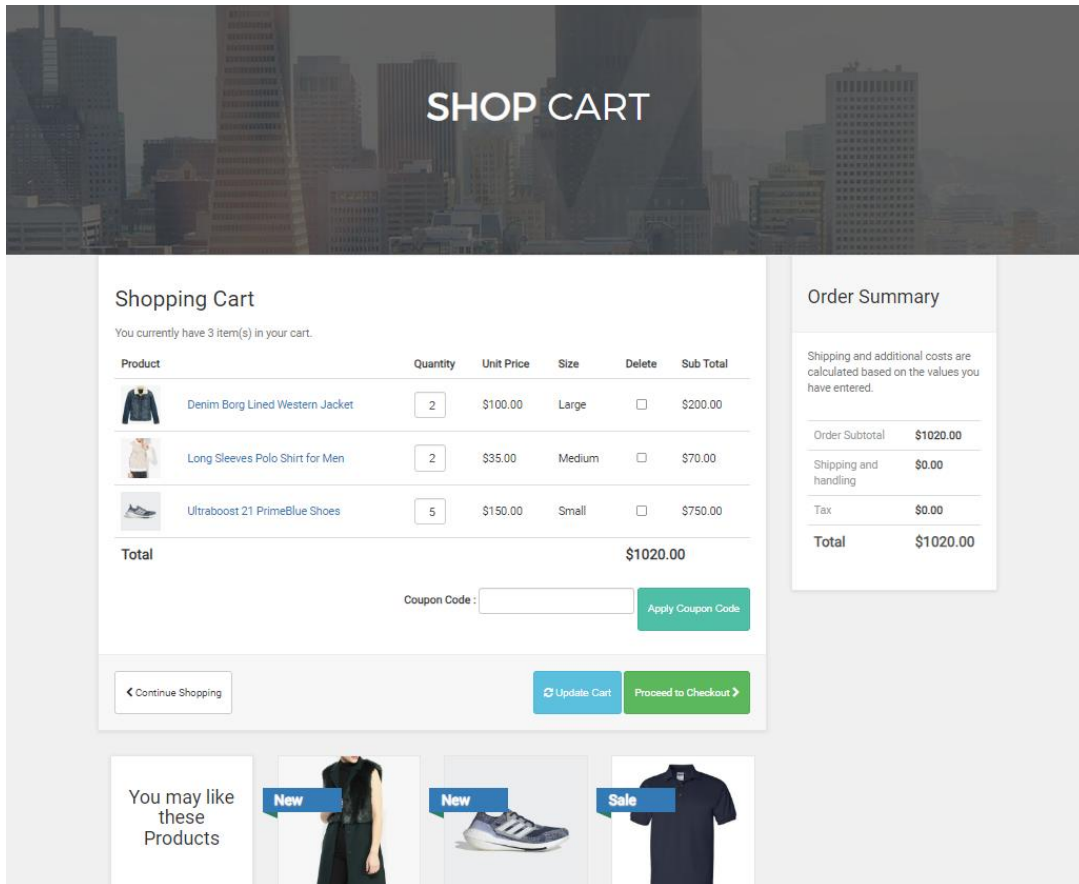 SHOP CART
Shopping Cart
You currently have 3 item(s) in your cart.
Product Quantity Unit Price Size Delete Sub Total
Denim Borg Lined Western Jacket 2 $100.00 Large $200.00
Long Sleeves Polo Shirt for Men 2 $35.00 Medium $70.00
Ultraboost 21 PrimeBlue Shoes 5 $150.00 Small $750.00
Total $1020.00
Coupon Code : Apply Coupon Code
Continue Shopping Update Cart Proceed to Checkout
Order Summary
Shipping and additional costs are
calculated based on the values you
have entered.
Order Subtotal $1020.00
Shipping and $0.00
handling
Tax $0.00
Total $1020.00
You may like
these
Products
New
New
Sale